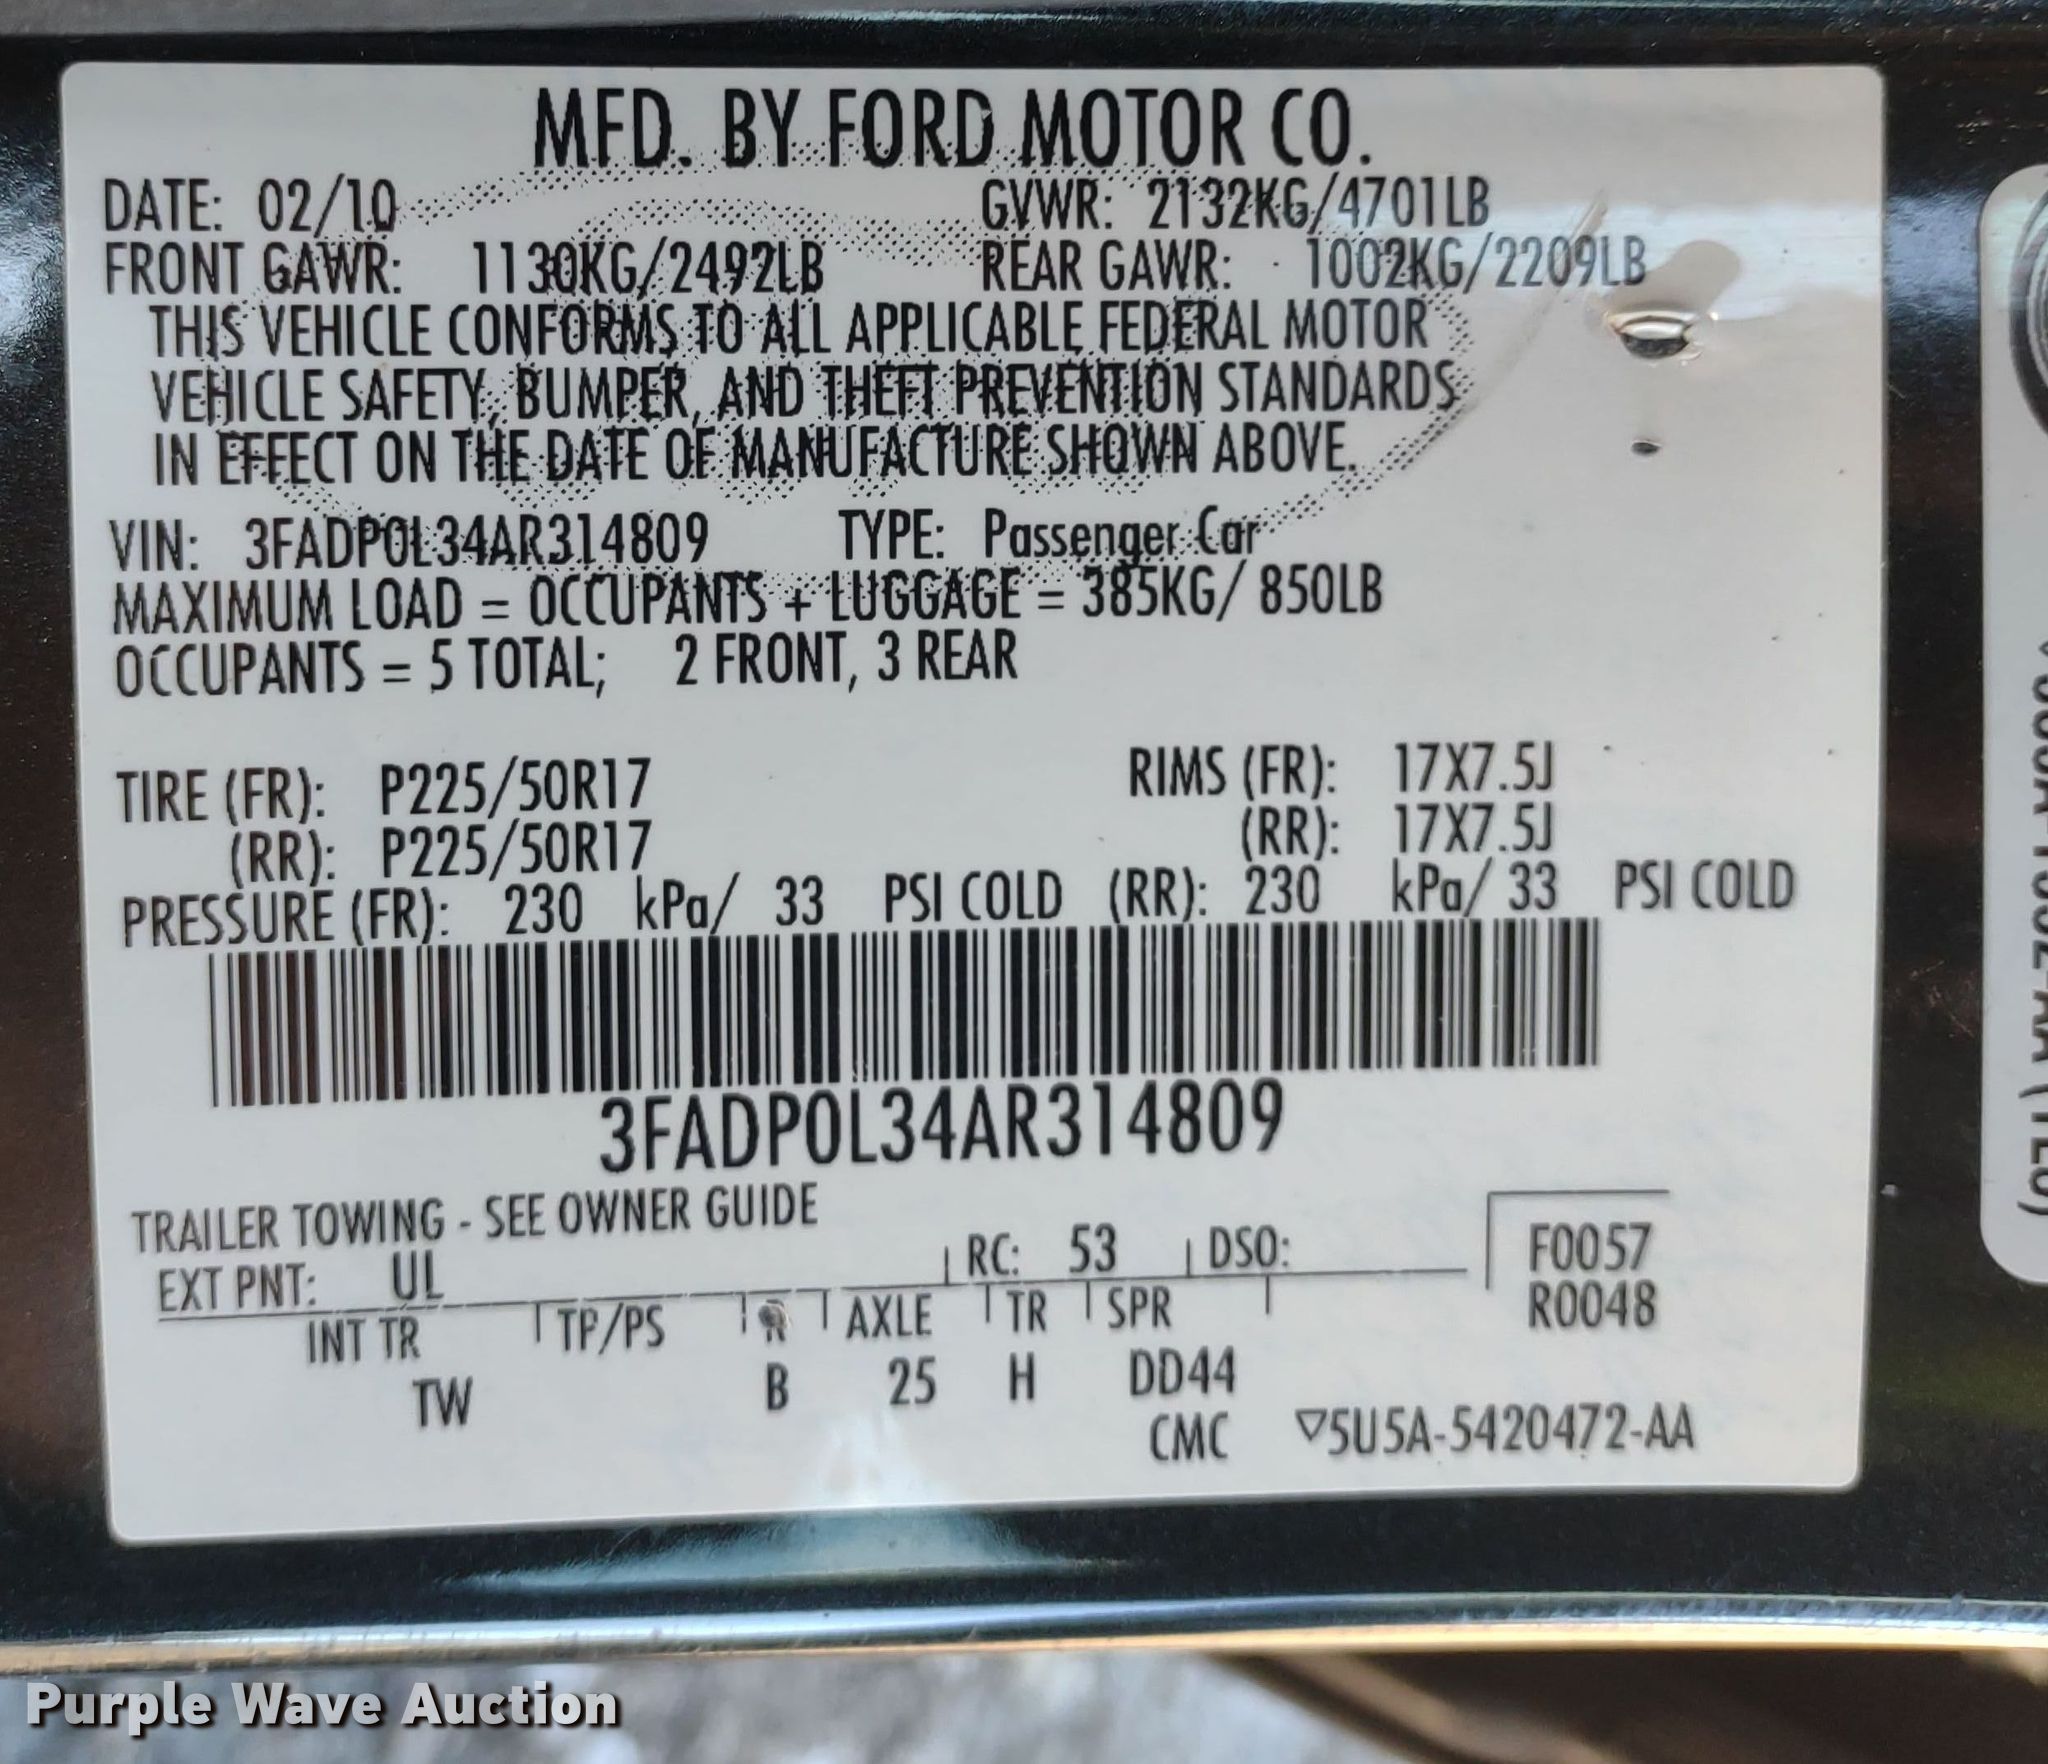 MFD. BY FORD MOTOR CO.
DATE: 02/10 GVWR: 2132KG/4701LB
FRONT GAWR: 1130KG/2492LB REAR GAWR: 1002KG/2209LB
THIS VEHICLE CONFORMS TO ALL APPLICABLE FEDERAL MOTOR
VEHICLE SAFETY, BUMPER, AND THEFT PREVENTION STANDARDS
IN EFFECT ON THE DATE OF MANUFACTURE SHOWN ABOVE.
VIN: 3FADP0L34AR314809 TYPE: Passenger Car
MAXIMUM LOAD = OCCUPANTS + LUGGAGE = 385KG/ 850LB
OCCUPANTS = 5 TOTAL; 2 FRONT, 3 REAR
TIRE (FR): P225/50R17 RIMS (FR): 17X7.5J
(RR): P225/50R17 (RR): 17X7.5J
PRESSURE (FR): 230 kPa/ 33 PSI COLD (RR): 230 kPa/ 33 PSI COLD
3FADP0L34AR314809
TRAILER TOWING - SEE OWNER GUIDE
EXT PNT: UL RC: 53 DSO: F0057
INT TR TP/PS R AXLE TR SPR R0048
TW B 25 H DD44
CMC ▽5U5A-5420472-AA
Purple Wave Auction